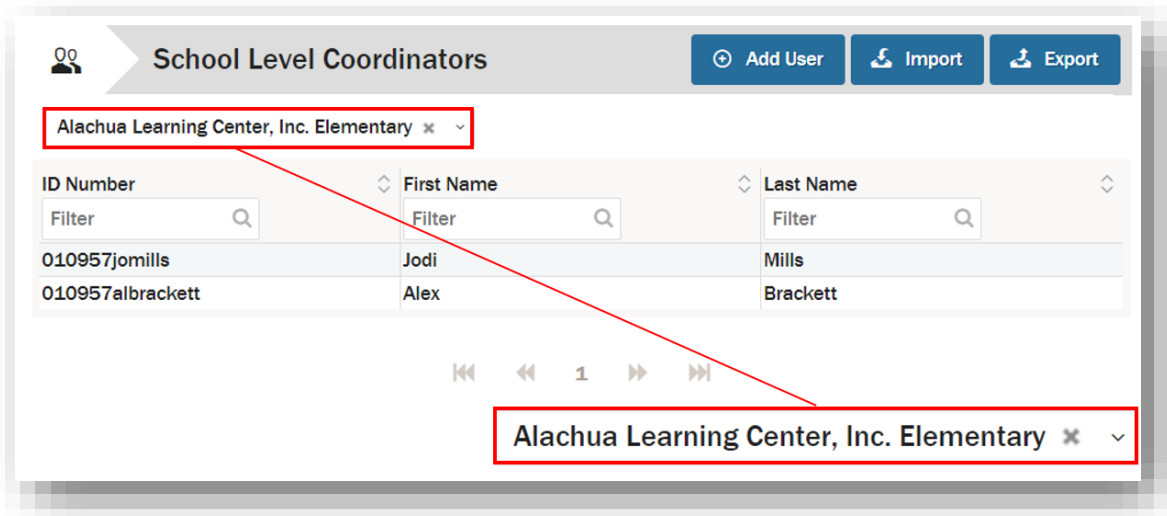 School Level Coordinators Add User Import Export
Alachua Learning Center, Inc. Elementary
ID Number First Name Last Name
Filter Filter Filter
010957jomills Jodi Mills
010957albrackett Alex Brackett
1
Alachua Learning Center, Inc. Elementary